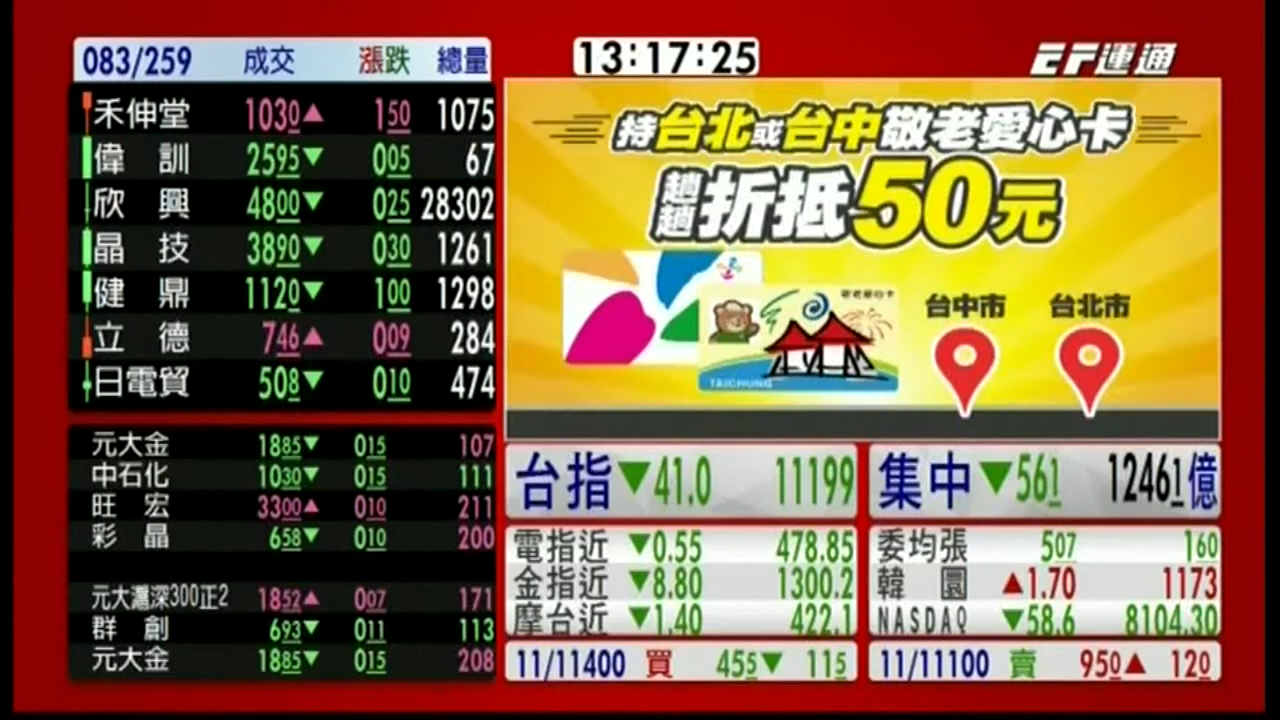 083/259 成交 漲跌 總量
13:17:25
EF運通
禾伸堂 1030▲ 150 1075
偉訓 2595▼ 005 67
欣興 4800▼ 025 28302
晶技 3890▼ 030 1261
健鼎 1120▼ 100 1298
立德 746▲ 009 284
日電貿 508▼ 010 474
元大金 1885▼ 015 107
中石化 1030▼ 015 111
旺宏 3300▲ 010 211
彩晶 658▼ 010 200
元大滬深300正2 1852▲ 007 171
群創 693▼ 011 113
元大金 1885▼ 015 208
持台北或台中敬老愛心卡
趟趟折抵50元
敬老愛心卡
TAICHUNG
台中市 台北市
台指▼41.0 11199
電指近 ▼0.55 478.85
金指近 ▼8.80 1300.2
摩台近 ▼1.40 422.1
11/11400 買 455▼ 115
集中▼561 12461億
委均張 507 160
韓圜 ▲1.70 1173
NASDAQ ▼58.6 8104.30
11/11100 賣 950▲ 120